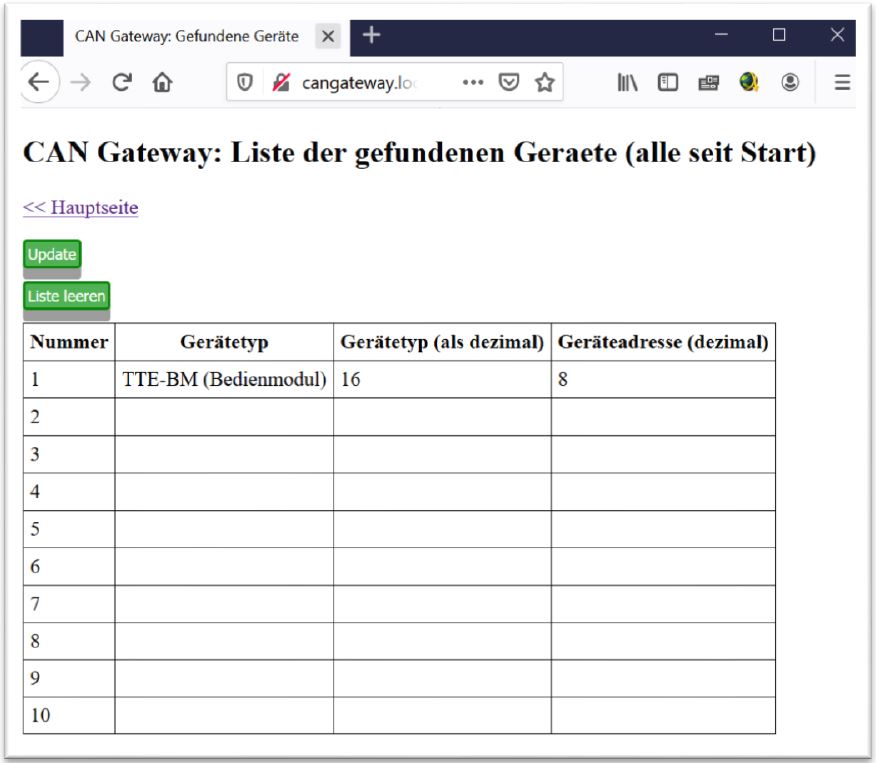 CAN Gateway: Gefundene Geräte
cangateway.lo
CAN Gateway: Liste der gefundenen Geraete (alle seit Start)
<< Hauptseite
Update
Liste leeren
Nummer Gerätetyp Gerätetyp (als dezimal) Geräteadresse (dezimal)
1 TTE-BM (Bedienmodul) 16 8
2
3
4
5
6
7
8
9
10